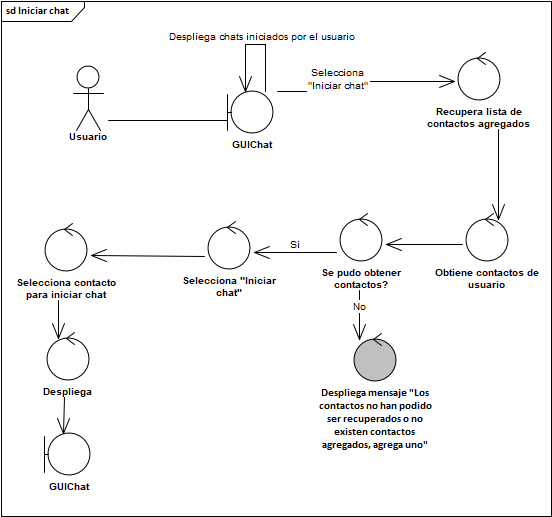 sd Iniciar chat
Despliega chats iniciados por el usuario
Selecciona
"Iniciar chat"
Recupera lista de
contactos agregados
Usuario
GUIChat
Si
Selecciona contacto
para iniciar chat
Selecciona "Iniciar
chat"
Se pudo obtener
contactos?
Obtiene contactos de
usuario
No
Despliega
Despliega mensaje "Los
contactos no han podido
ser recuperados o no
existen contactos
agregados, agrega uno"
GUIChat